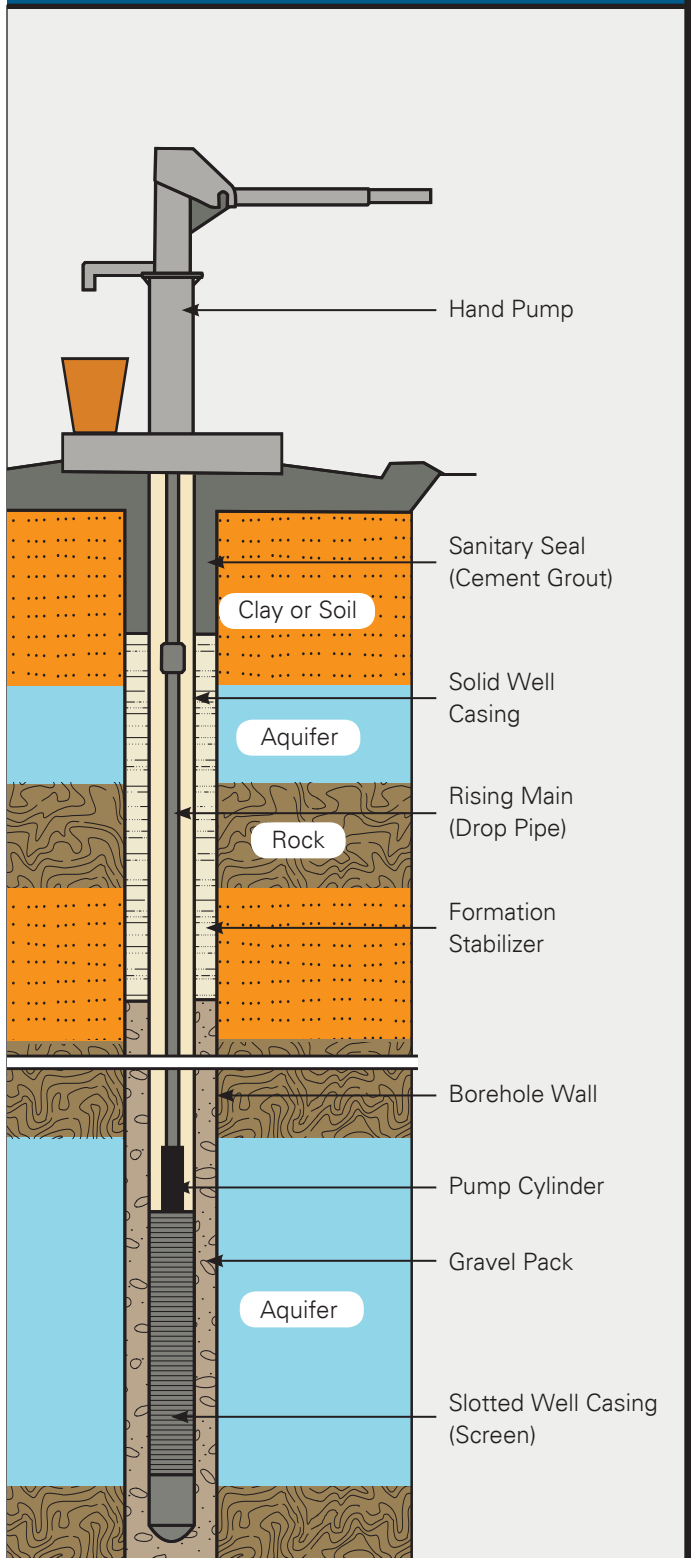 Hand Pump
Sanitary Seal
(Cement Grout)
Clay or Soil
Solid Well
Casing
Aquifer
Rising Main
(Drop Pipe)
Rock
Formation
Stabilizer
Borehole Wall
Pump Cylinder
Gravel Pack
Aquifer
Slotted Well Casing
(Screen)